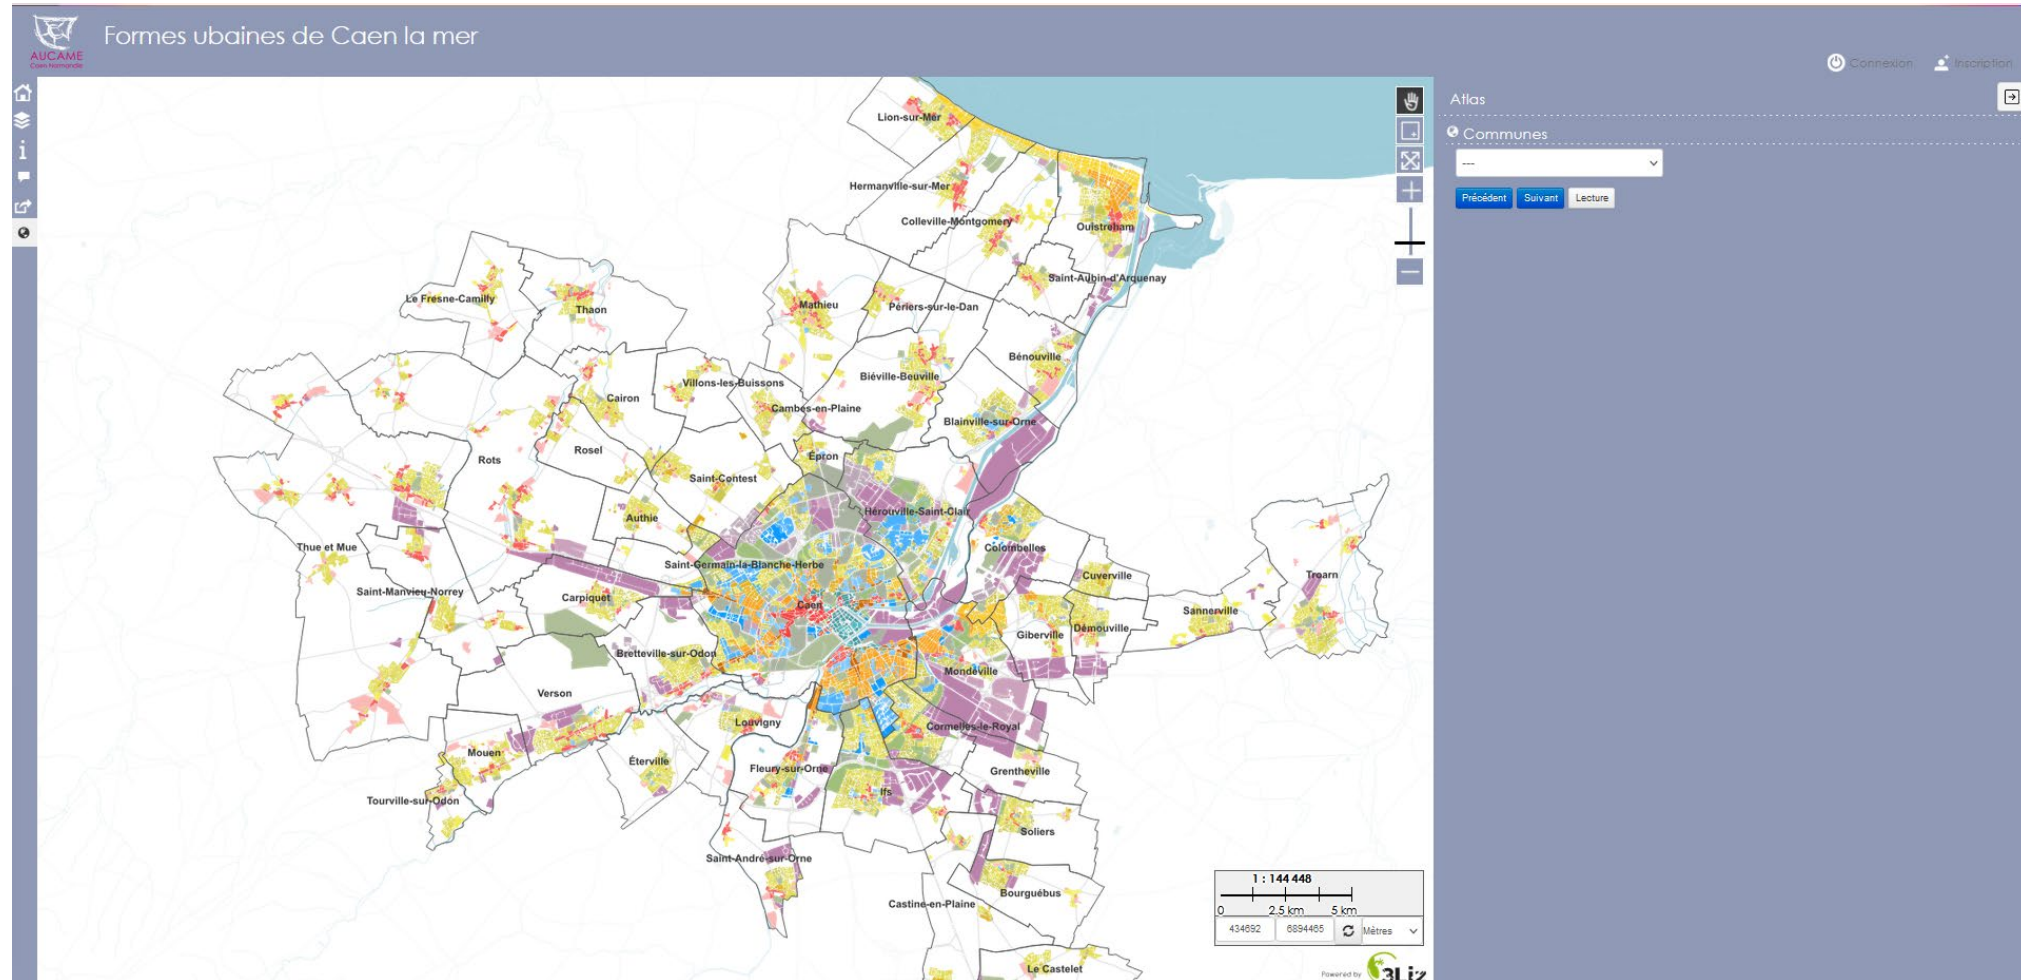 Formes ubaines de Caen la mer
AUCAME
Caen Normandie
Connexion
Inscription
Atlas
Communes
---
Précédent
Suivant
Lecture
Lion-sur-Mer
Hermanville-sur-Mer
Colleville-Montgomery
Ouistreham
Saint-Aubin-d'Arquenay
Le Fresne-Camilly
Thaon
Mathieu
Périers-sur-le-Dan
Bénouville
Villons-les-Buissons
Biéville-Beuville
Cairon
Cambes-en-Plaine
Blainville-sur-Orne
Rots
Rosel
Épron
Saint-Contest
Authie
Hérouville-Saint-Clair
Thue et Mue
Colombelles
Saint-Germain-la-Blanche-Herbe
Cuverville
Troarn
Saint-Manvieu-Norrey
Carpiquet
Caen
Sannerville
Giberville
Démouville
Bretteville-sur-Odon
Mondeville
Verson
Louvigny
Cormelles-le-Royal
Mouen
Éterville
Fleury-sur-Orne
Grentheville
Ifs
Tourville-sur-Odon
Soliers
Saint-André-sur-Orne
Bourguébus
Castine-en-Plaine
Le Castelet
1 : 144 448
0 2.5 km 5 km
434692 6894465 Mètres
Powered by 3Liz